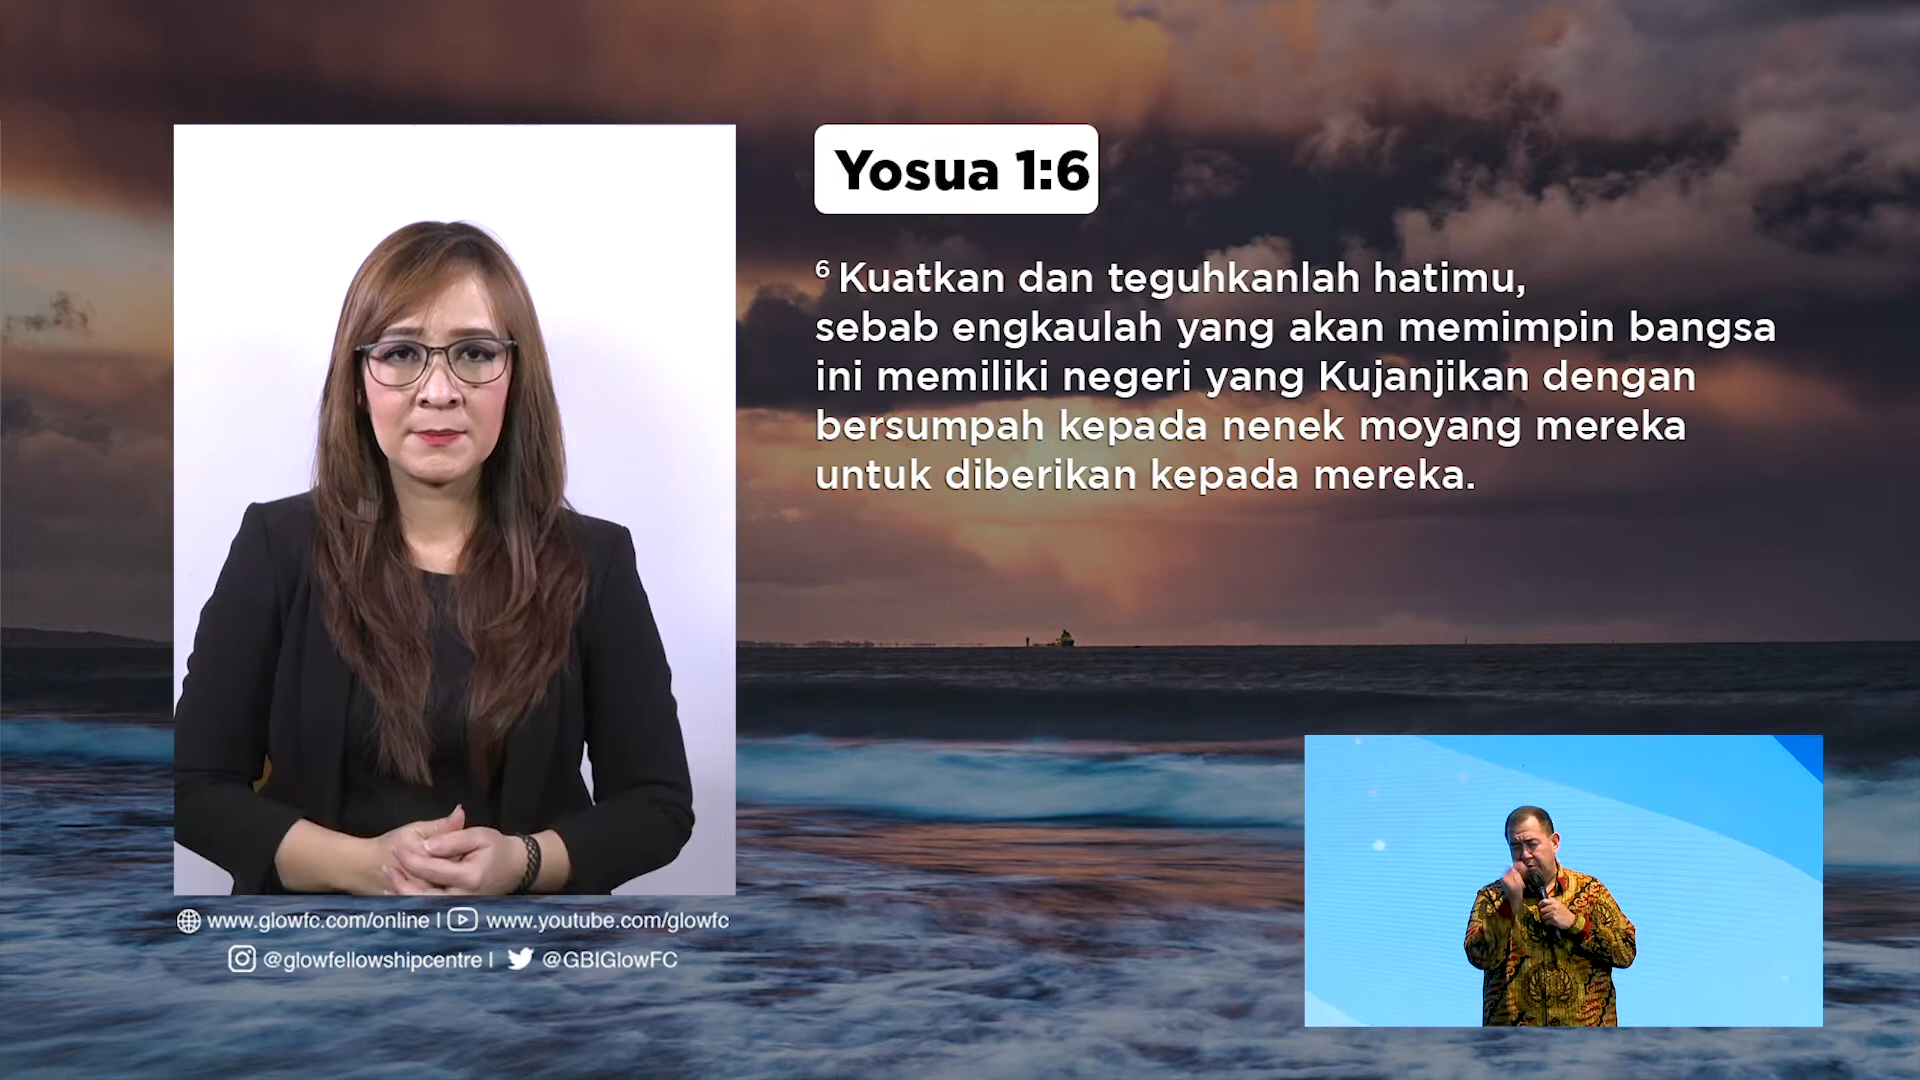 Yosua 1:6
⁶ Kuatkan dan teguhkanlah hatimu,
sebab engkaulah yang akan memimpin bangsa
ini memiliki negeri yang Kujanjikan dengan
bersumpah kepada nenek moyang mereka
untuk diberikan kepada mereka.
www.glowfc.com/online | www.youtube.com/glowfc
@glowfellowshipcentre | @GBIGlowFC